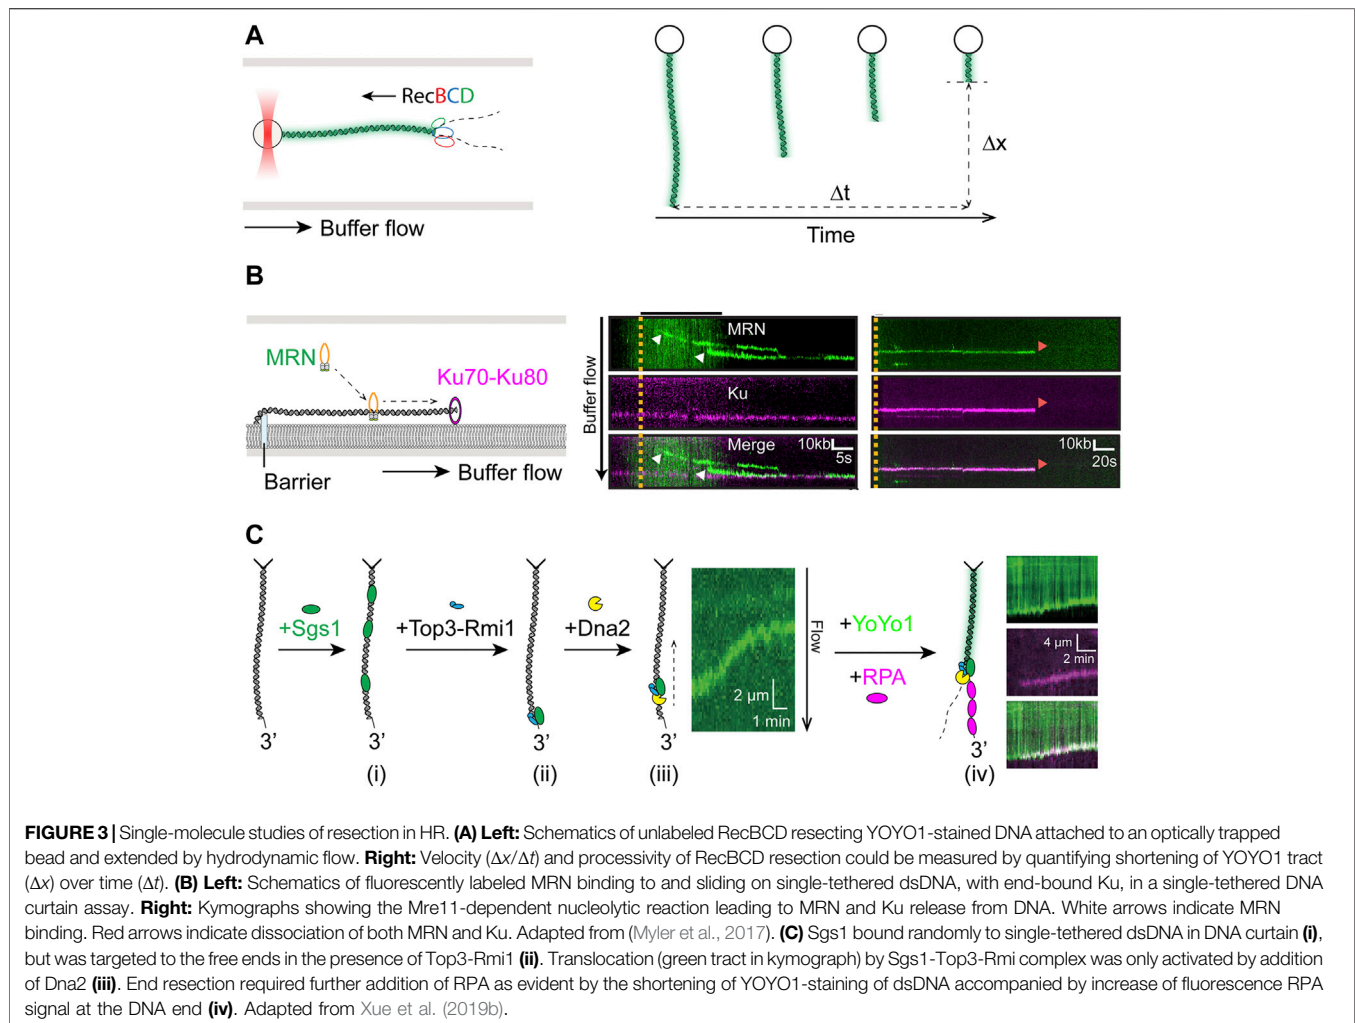 A
RecBCD
Buffer flow
Δx
Δt
Time
B
MRN
Ku70-Ku80
Barrier
Buffer flow
Buffer flow
MRN
Ku
Merge
10kb
5s
10kb
20s
C
+Sgs1
+Top3-Rmi1
+Dna2
Flow
2 μm
1 min
+YoYo1
+RPA
4 μm
2 min
3’
3’
3’
3’
3’
(i)
(ii)
(iii)
(iv)
FIGURE 3 | Single-molecule studies of resection in HR. (A) Left: Schematics of unlabeled RecBCD resecting YOYO1-stained DNA attached to an optically trapped
bead and extended by hydrodynamic flow. Right: Velocity (Δx/Δt) and processivity of RecBCD resection could be measured by quantifying shortening of YOYO1 tract
(Δx) over time (Δt). (B) Left: Schematics of fluorescently labeled MRN binding to and sliding on single-tethered dsDNA, with end-bound Ku, in a single-tethered DNA
curtain assay. Right: Kymographs showing the Mre11-dependent nucleolytic reaction leading to MRN and Ku release from DNA. White arrows indicate MRN
binding. Red arrows indicate dissociation of both MRN and Ku. Adapted from (Myler et al., 2017). (C) Sgs1 bound randomly to single-tethered dsDNA in DNA curtain (i),
but was targeted to the free ends in the presence of Top3-Rmi1 (ii). Translocation (green tract in kymograph) by Sgs1-Top3-Rmi complex was only activated by addition
of Dna2 (iii). End resection required further addition of RPA as evident by the shortening of YOYO1-staining of dsDNA accompanied by increase of fluorescence RPA
signal at the DNA end (iv). Adapted from Xue et al. (2019b).